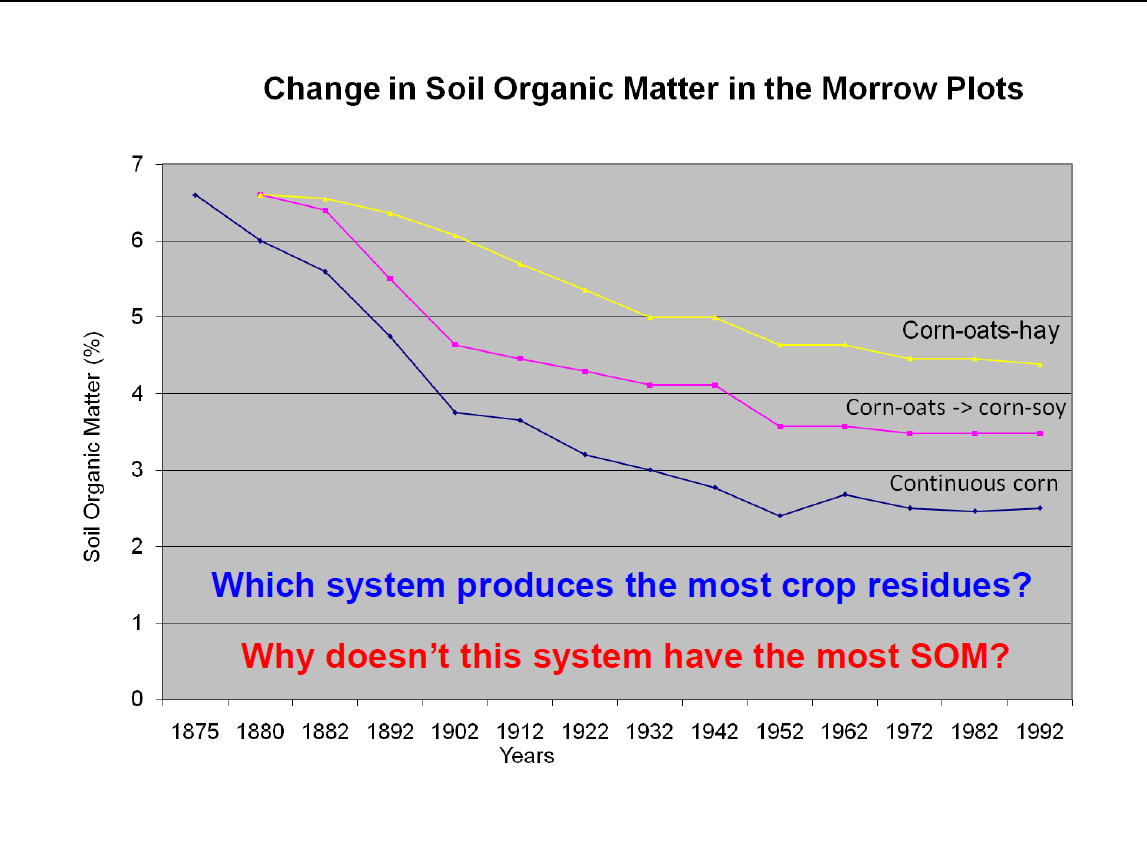 Change in Soil Organic Matter in the Morrow Plots
7
6
5
4
3
2
1
0
Soil Organic Matter (%)
Corn-oats-hay
Corn-oats -> corn-soy
Continuous corn
Which system produces the most crop residues?
Why doesn’t this system have the most SOM?
1875 1880 1882 1892 1902 1912 1922 1932 1942 1952 1962 1972 1982 1992
Years